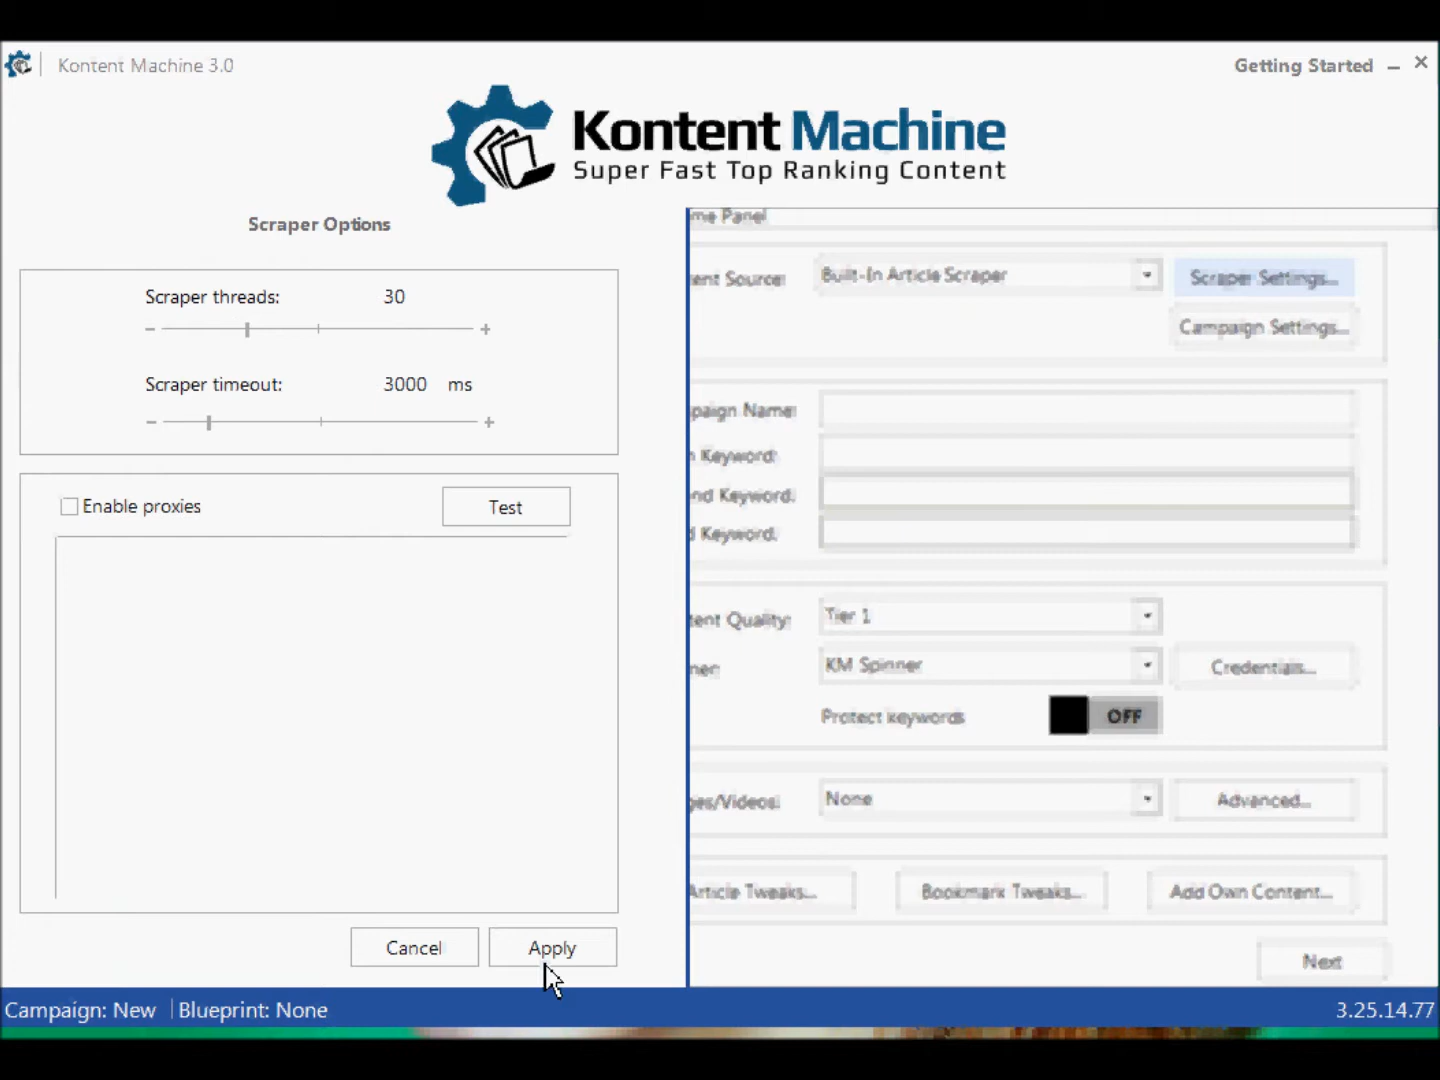 Kontent Machine 3.0
Getting Started
Kontent Machine
Super Fast Top Ranking Content
Scraper Options
Scraper threads: 30
Scraper timeout: 3000 ms
Enable proxies
Test
Cancel
Apply
me Panel
ent Source: Built-In Article Scraper Scraper Settings...
Campaign Settings...
paign Name:
n Keyword:
nd Keyword:
d Keyword:
tent Quality: Tier 1
ner: KM Spinner Credentials...
Protect keywords OFF
ges/Videos: None Advanced...
Article Tweaks... Bookmark Tweaks... Add Own Content...
Next
Campaign: New Blueprint: None 3.25.14.77